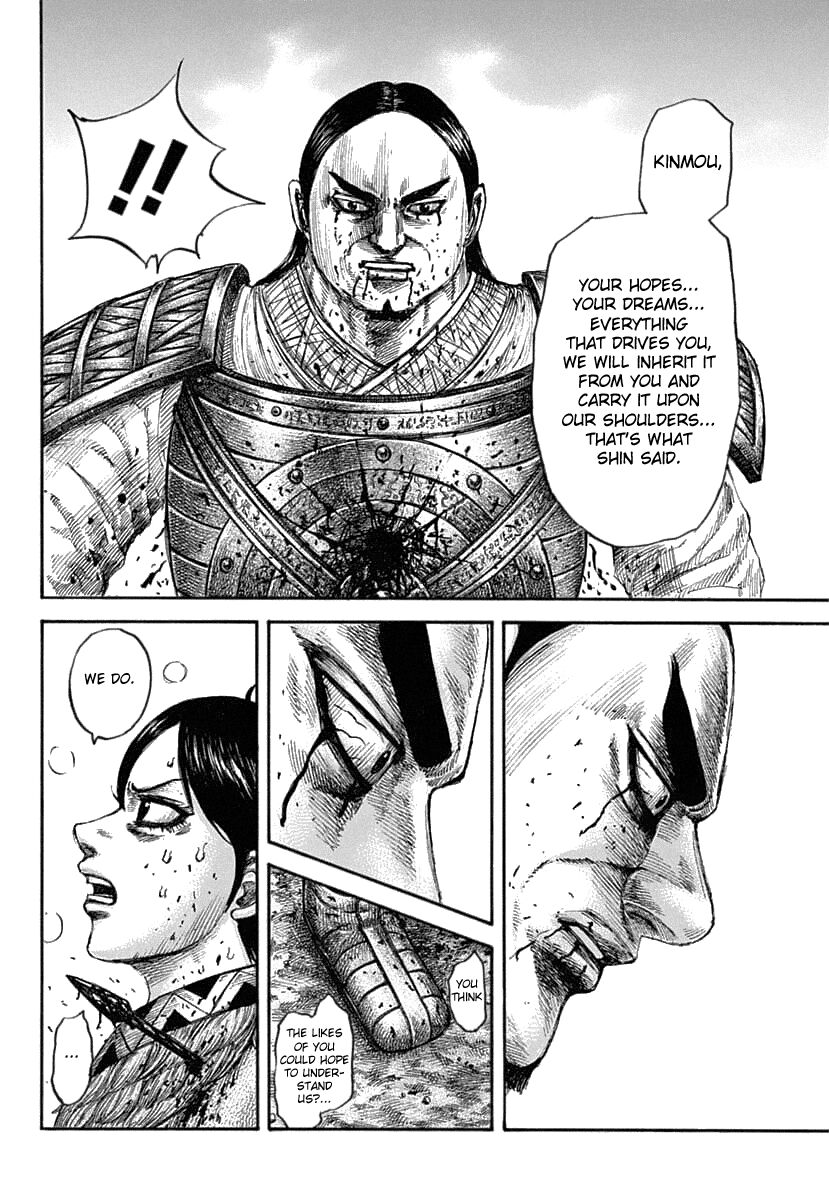 KINMOU,
YOUR HOPES...
YOUR DREAMS...
EVERYTHING
THAT DRIVES YOU,
WE WILL INHERIT IT
FROM YOU AND
CARRY IT UPON
OUR SHOULDERS...
THAT'S WHAT
SHIN SAID.
!!
YOU
THINK
THE LIKES
OF YOU
COULD HOPE
TO UNDER-
STAND
US?...
WE DO.
...